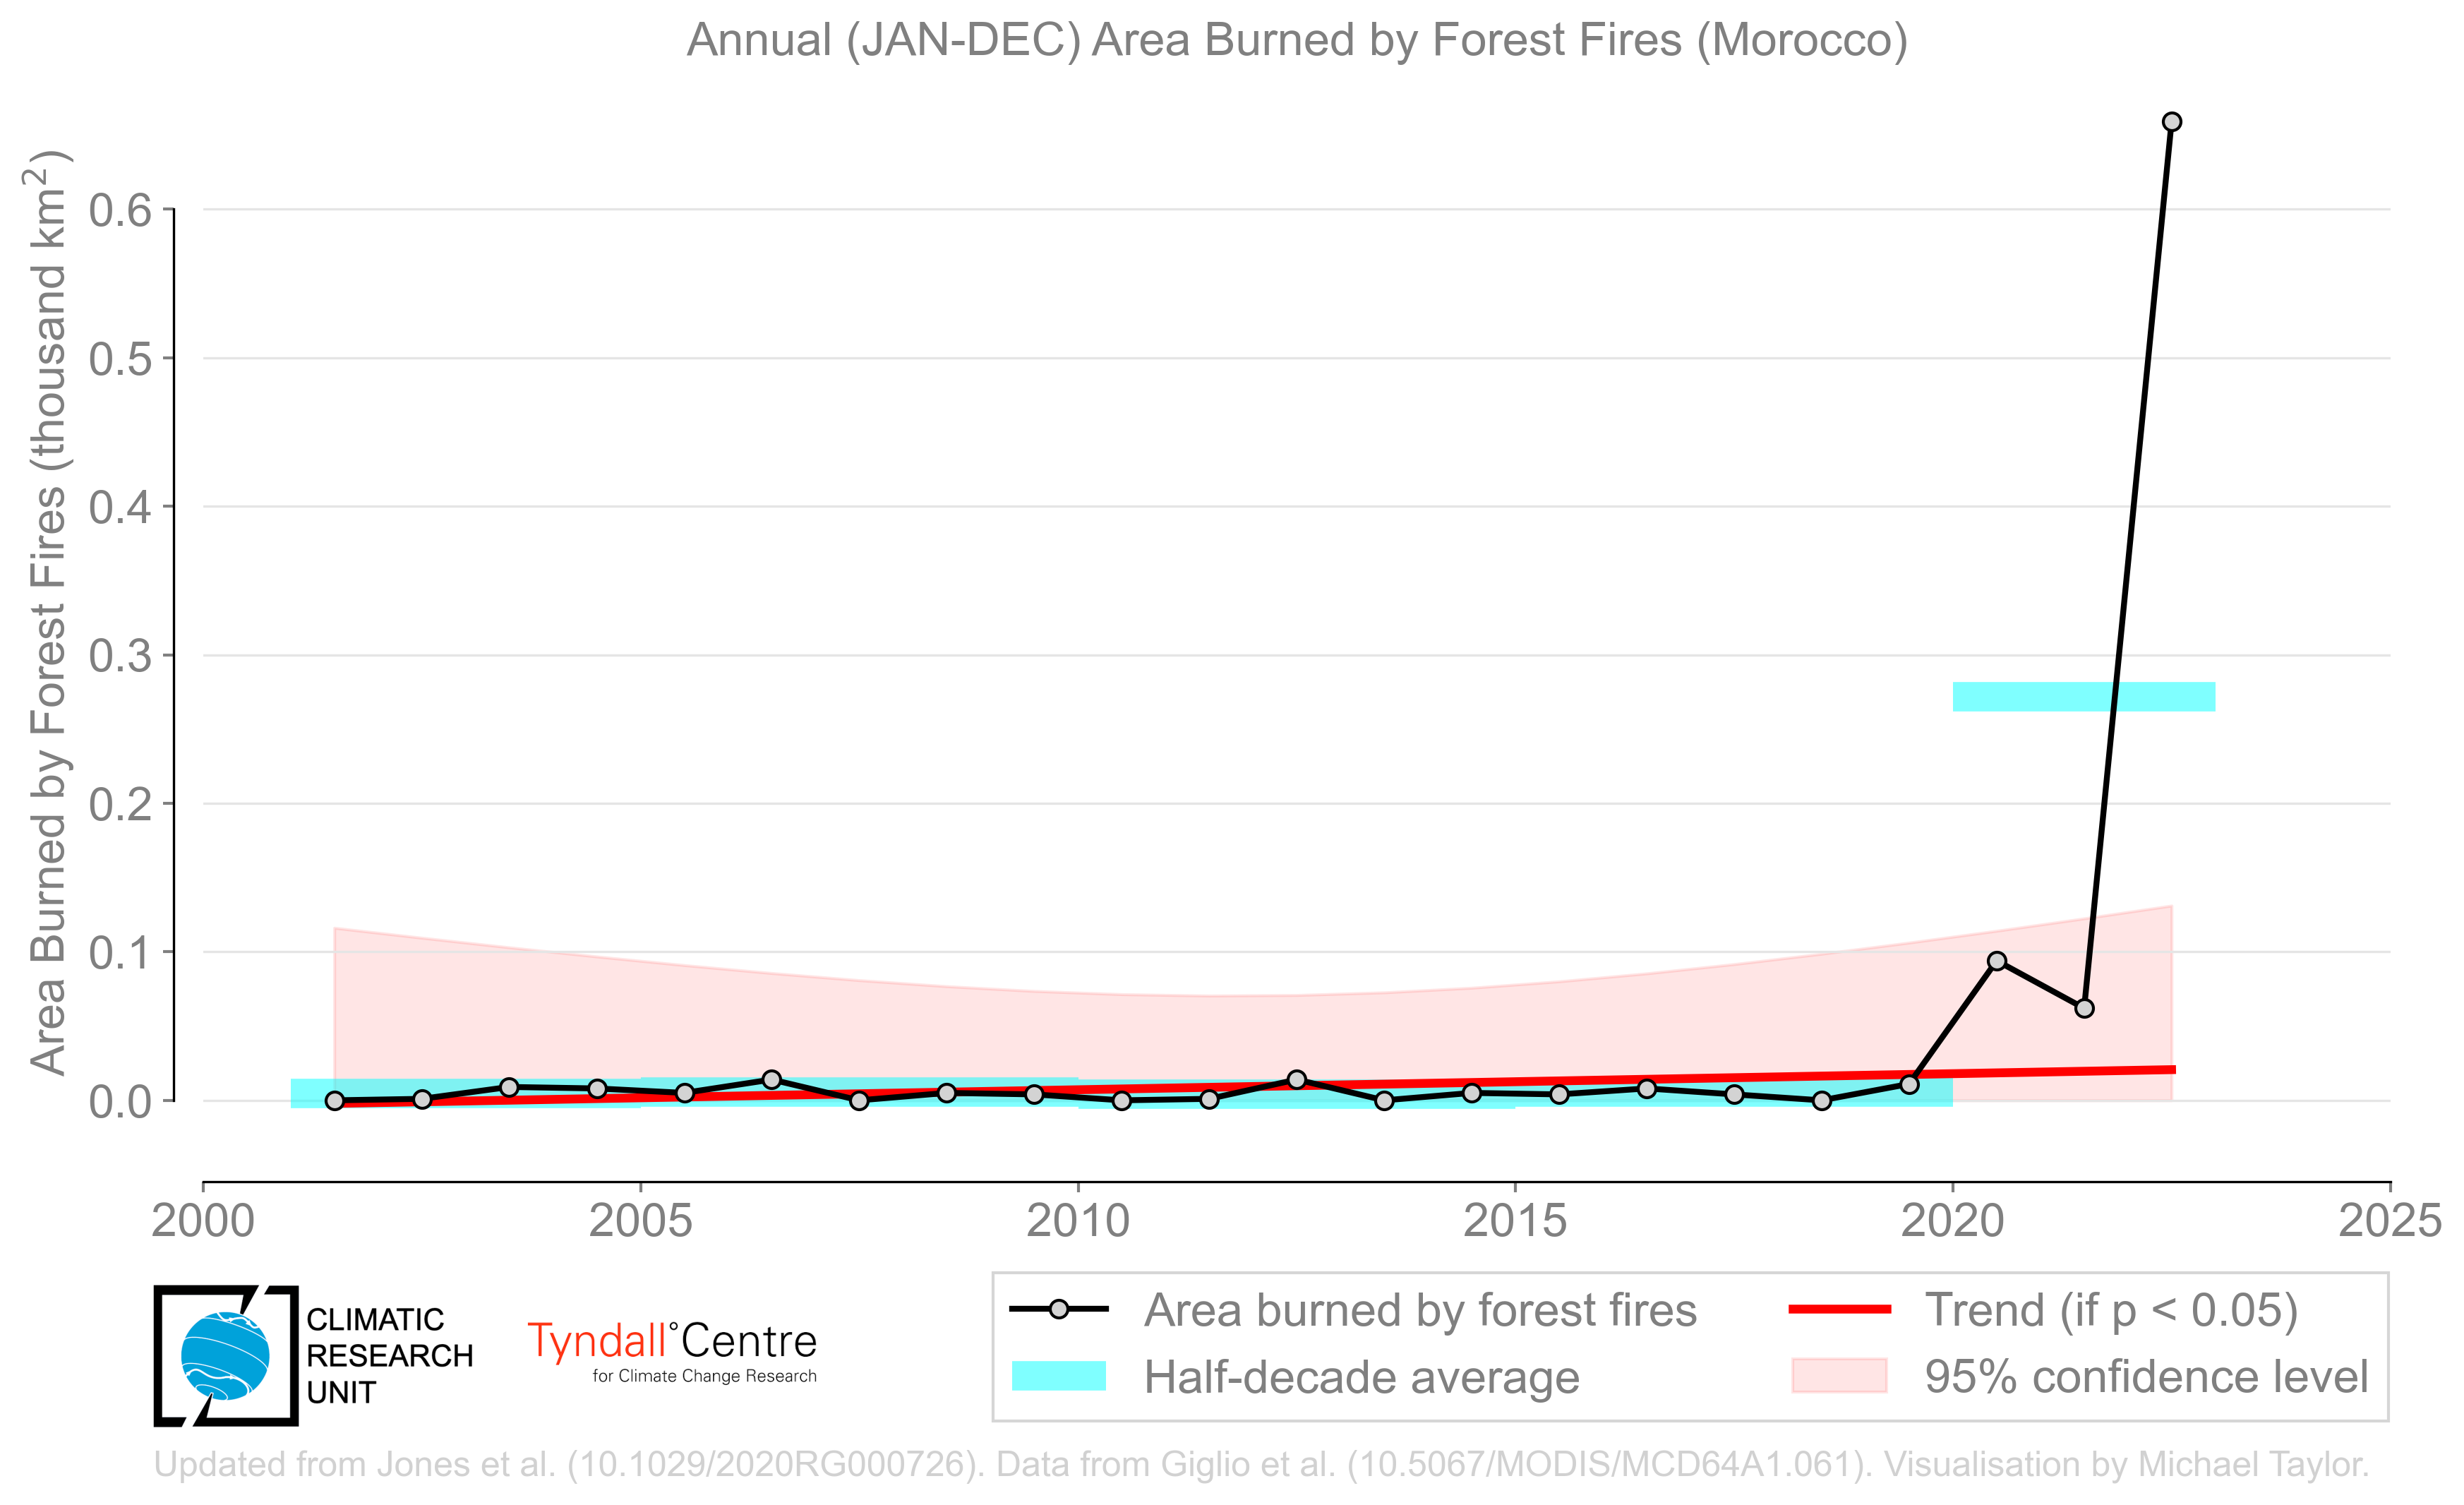 Annual (JAN-DEC) Area Burned by Forest Fires (Morocco)
Area Burned by Forest Fires (thousand km²)
0.6
0.5
0.4
0.3
0.2
0.1
0.0
2000 2005 2010 2015 2020 2025
CLIMATIC
RESEARCH
UNIT
Tyndall°Centre
for Climate Change Research
Area burned by forest fires
Half-decade average
Trend (if p < 0.05)
95% confidence level
Updated from Jones et al. (10.1029/2020RG000726). Data from Giglio et al. (10.5067/MODIS/MCD64A1.061). Visualisation by Michael Taylor.